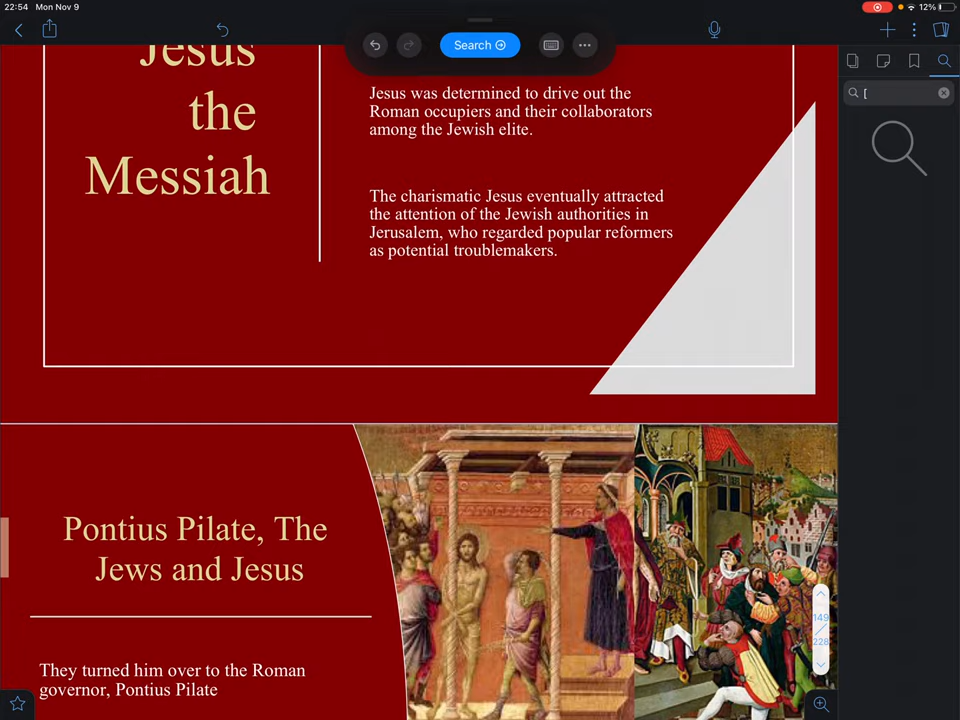 22:54 Mon Nov 9
12%
Search
[
Jesus
the
Messiah
Jesus was determined to drive out the
Roman occupiers and their collaborators
among the Jewish elite.
The charismatic Jesus eventually attracted
the attention of the Jewish authorities in
Jerusalem, who regarded popular reformers
as potential troublemakers.
Pontius Pilate, The
Jews and Jesus
They turned him over to the Roman
governor, Pontius Pilate
149
228